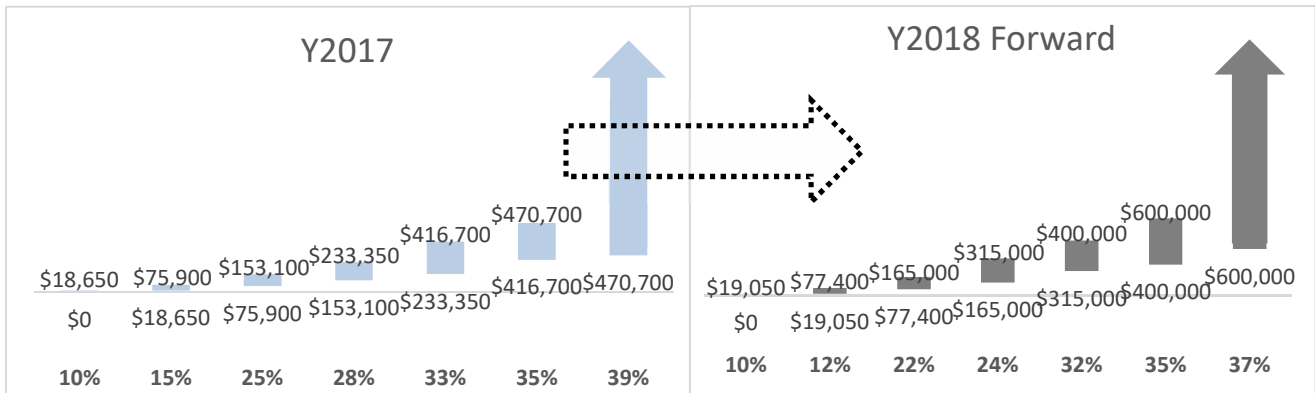 Y2017
$18,650 $75,900 $153,100 $233,350 $416,700 $470,700
$0 $18,650 $75,900 $153,100 $233,350 $416,700 $470,700
10% 15% 25% 28% 33% 35% 39%
Y2018 Forward
$19,050 $77,400 $165,000 $315,000 $400,000 $600,000
$0 $19,050 $77,400 $165,000 $315,000 $400,000 $600,000
10% 12% 22% 24% 32% 35% 37%